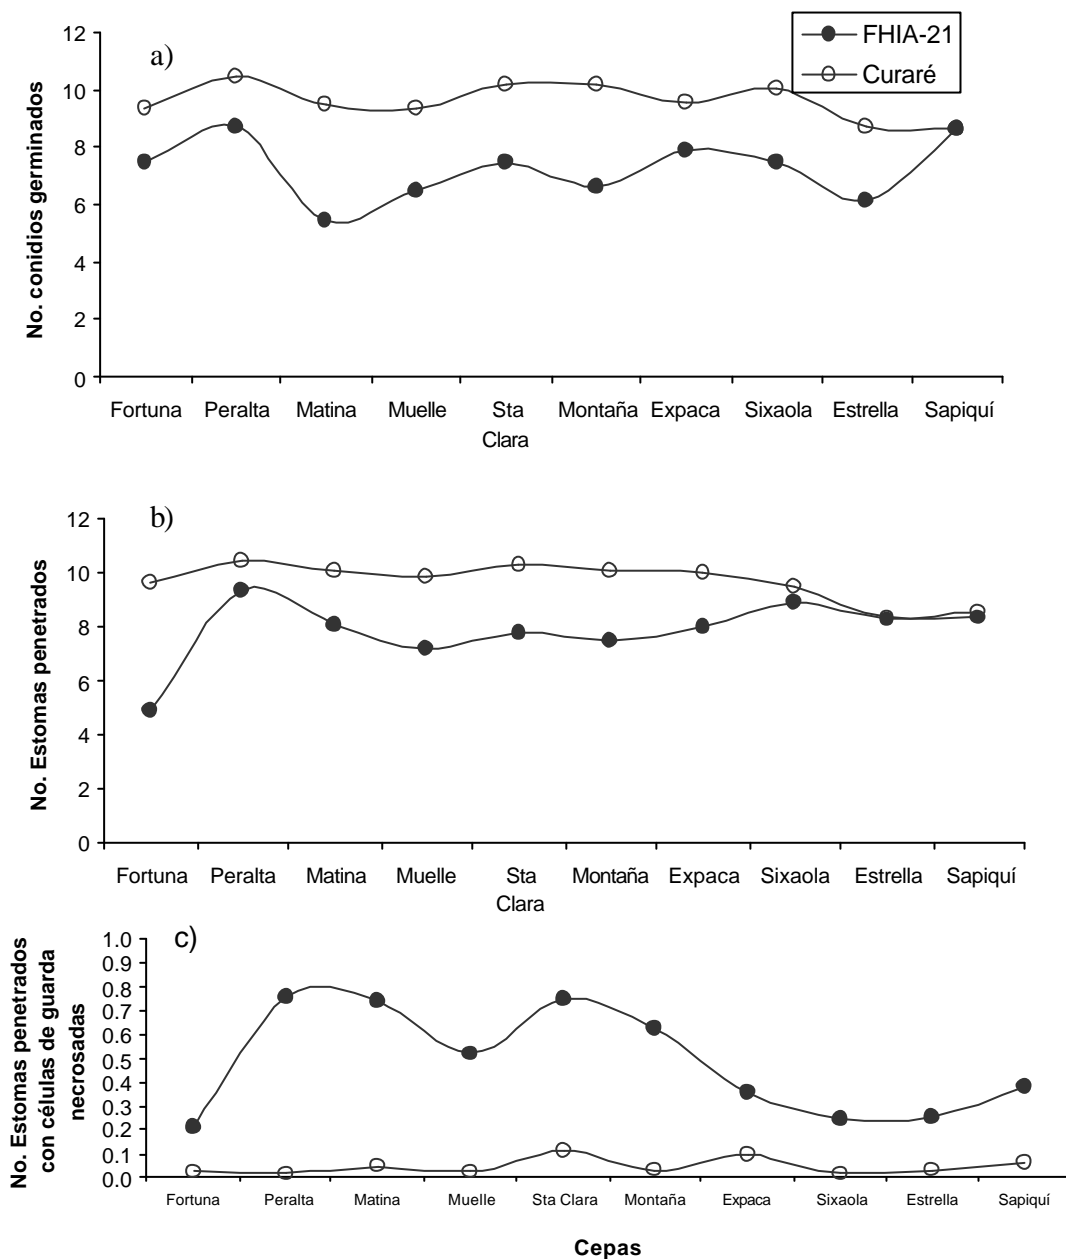 a)
FHIA-21
Curaré
No. conidios germinados
12
10
8
6
4
2
0
Fortuna Peralta Matina Muelle Sta Clara Montaña Expaca Sixaola Estrella Sapiquí
b)
No. Estomas penetrados
12
10
8
6
4
2
0
Fortuna Peralta Matina Muelle Sta Clara Montaña Expaca Sixaola Estrella Sapiquí
c)
No. Estomas penetrados
con células de guarda
necrosadas
1.0
0.9
0.8
0.7
0.6
0.5
0.4
0.3
0.2
0.1
0.0
Fortuna Peralta Matina Muelle Sta Clara Montaña Expaca Sixaola Estrella Sapiquí
Cepas